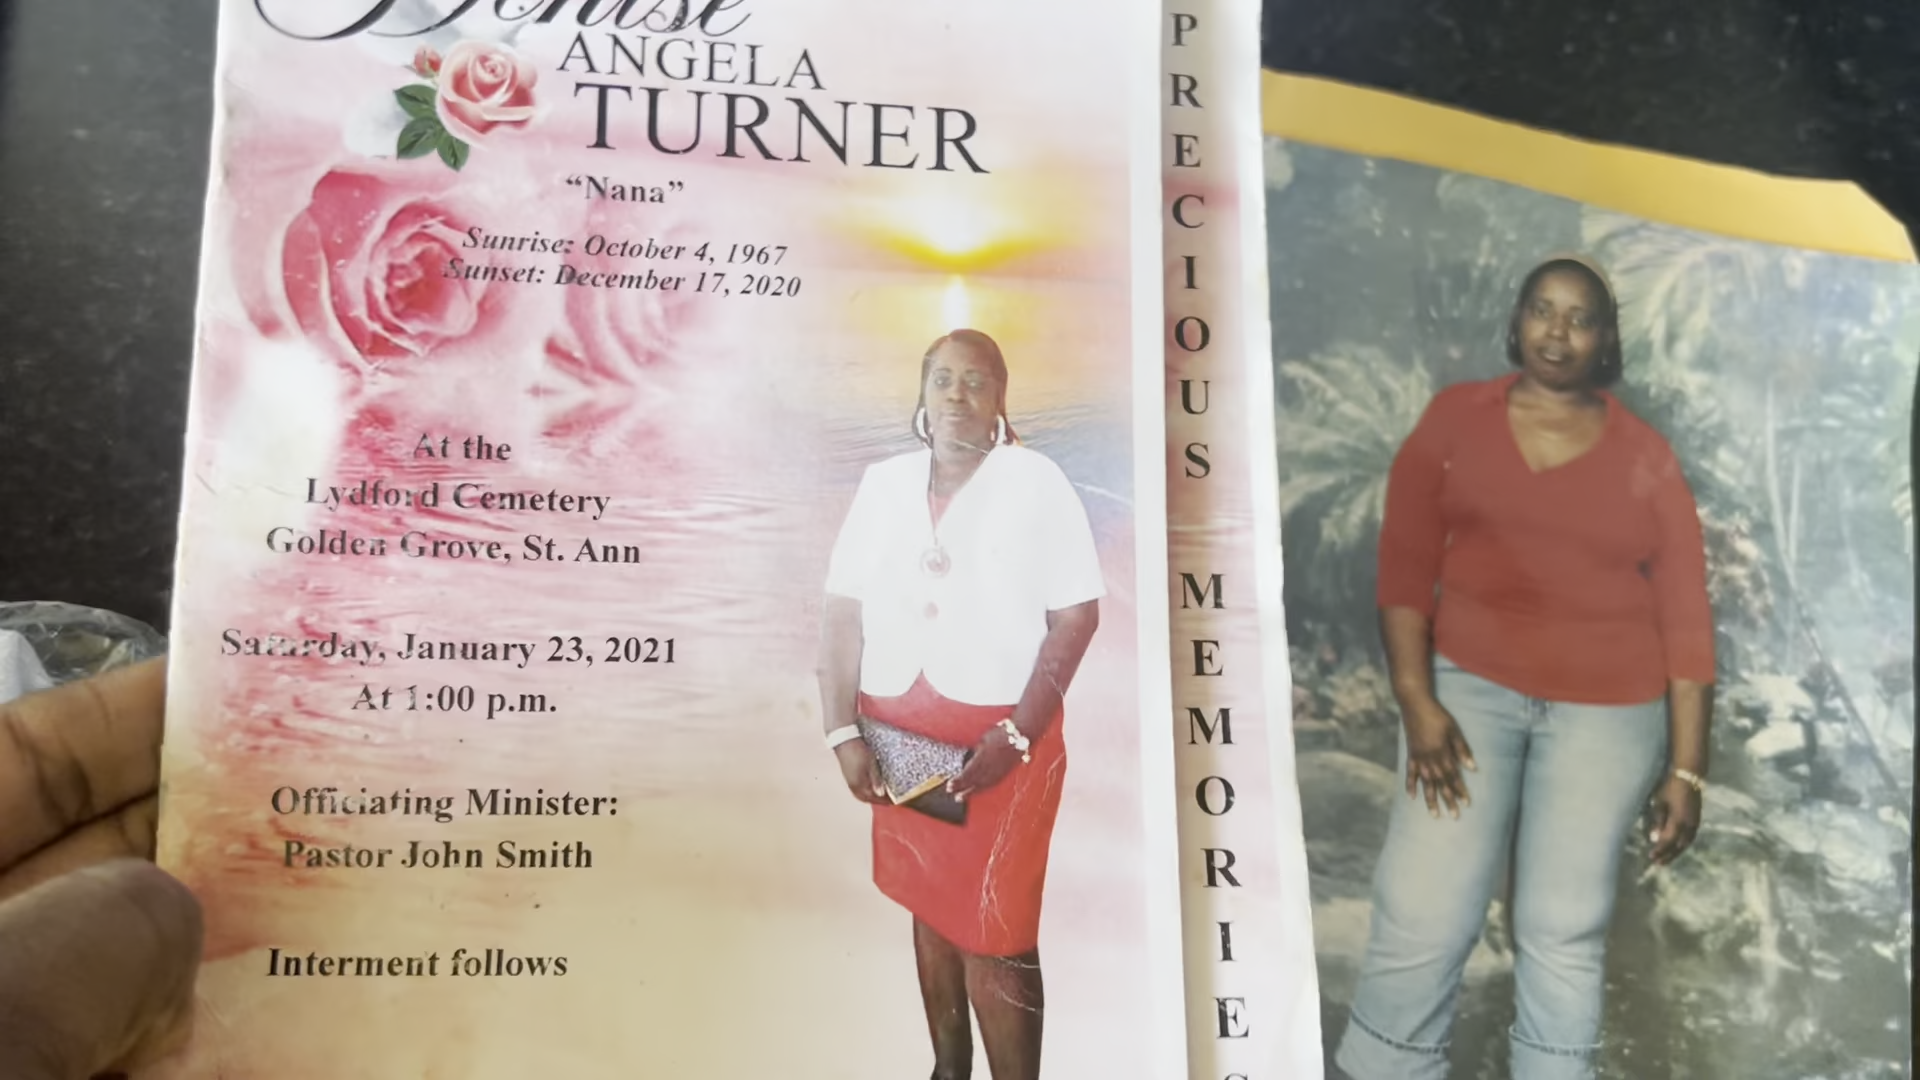 Denise
ANGELA
TURNER
“Nana”
Sunrise: October 4, 1967
Sunset: December 17, 2020
At the
Lydford Cemetery
Golden Grove, St. Ann
Saturday, January 23, 2021
At 1:00 p.m.
Officiating Minister:
Pastor John Smith
Interment follows
PRECIOUS MEMORIES